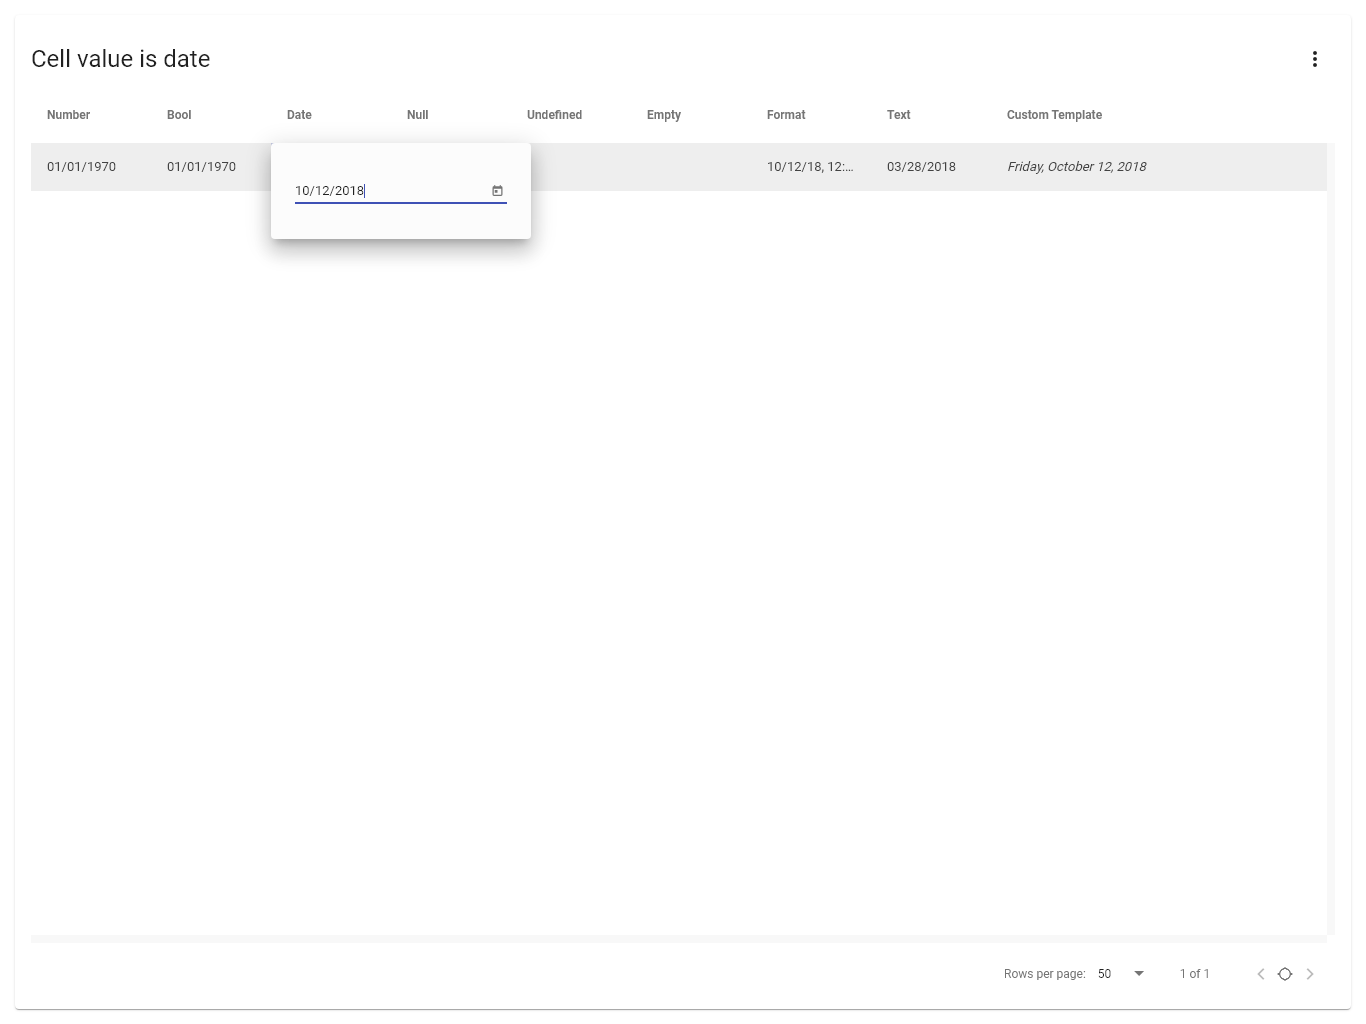 Cell value is date
Number Bool Date Null Undefined Empty Format Text Custom Template
01/01/1970 01/01/1970 10/12/18, 12:... 03/28/2018 Friday, October 12, 2018
10/12/2018
Rows per page: 50 1 of 1